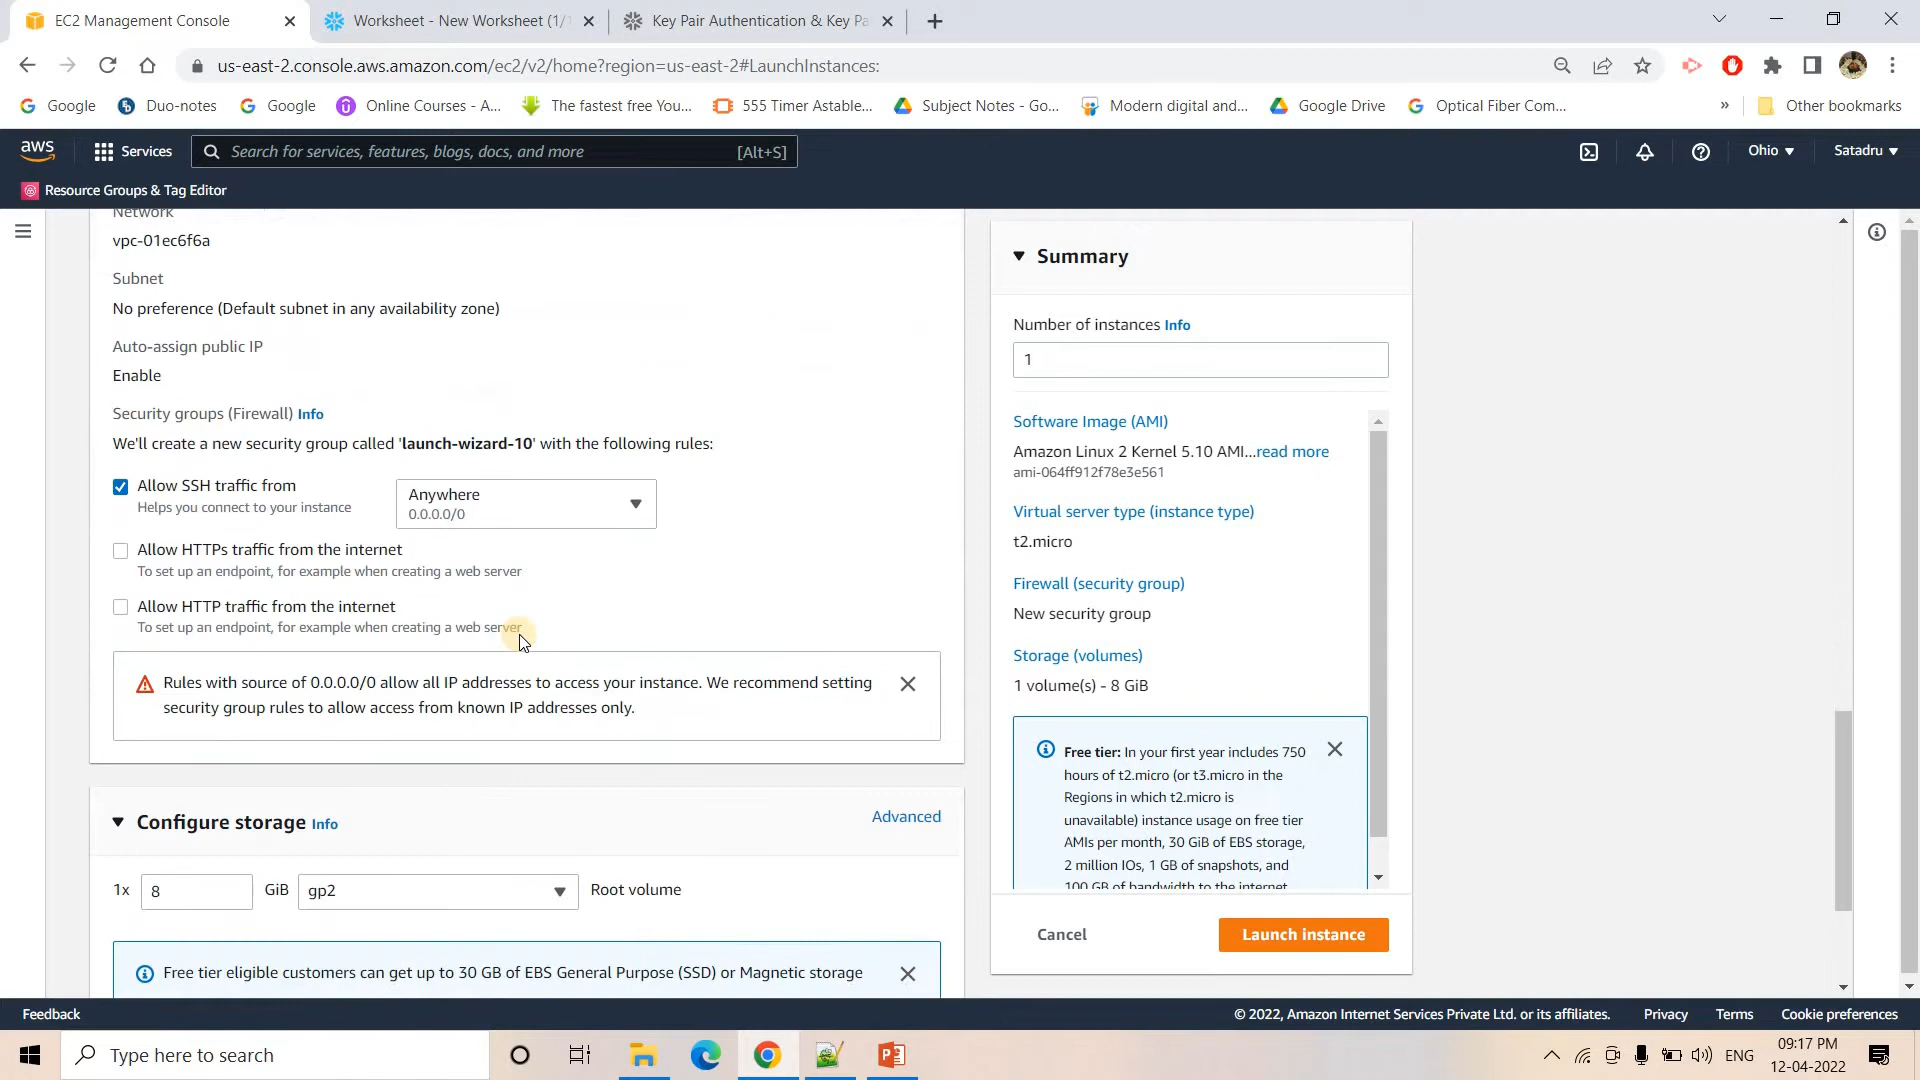 EC2 Management Console
Worksheet - New Worksheet (1/
Key Pair Authentication & Key Pa
us-east-2.console.aws.amazon.com/ec2/v2/home?region=us-east-2#LaunchInstances:
Google
Duo-notes
Google
Online Courses - A...
The fastest free You...
555 Timer Astable...
Subject Notes - Go...
Modern digital and...
Google Drive
Optical Fiber Com...
»
Other bookmarks
aws
Services
Search for services, features, blogs, docs, and more
[Alt+S]
Ohio
Satadru
Resource Groups & Tag Editor
Network
vpc-01ec6f6a
Subnet
No preference (Default subnet in any availability zone)
Auto-assign public IP
Enable
Security groups (Firewall) Info
We'll create a new security group called 'launch-wizard-10' with the following rules:
Allow SSH traffic from
Helps you connect to your instance
Anywhere
0.0.0.0/0
Allow HTTPs traffic from the internet
To set up an endpoint, for example when creating a web server
Allow HTTP traffic from the internet
To set up an endpoint, for example when creating a web server
Rules with source of 0.0.0.0/0 allow all IP addresses to access your instance. We recommend setting
security group rules to allow access from known IP addresses only.
Configure storage Info
Advanced
1x
8
GiB
gp2
Root volume
Free tier eligible customers can get up to 30 GB of EBS General Purpose (SSD) or Magnetic storage
Summary
Number of instances Info
1
Software Image (AMI)
Amazon Linux 2 Kernel 5.10 AMI...read more
ami-064ff912f78e3e561
Virtual server type (instance type)
t2.micro
Firewall (security group)
New security group
Storage (volumes)
1 volume(s) - 8 GiB
Free tier: In your first year includes 750
hours of t2.micro (or t3.micro in the
Regions in which t2.micro is
unavailable) instance usage on free tier
AMIs per month, 30 GiB of EBS storage,
2 million IOs, 1 GB of snapshots, and
100 GB of bandwidth to the internet
Cancel
Launch instance
Feedback
© 2022, Amazon Internet Services Private Ltd. or its affiliates.
Privacy
Terms
Cookie preferences
Type here to search
ENG
09:17 PM
12-04-2022